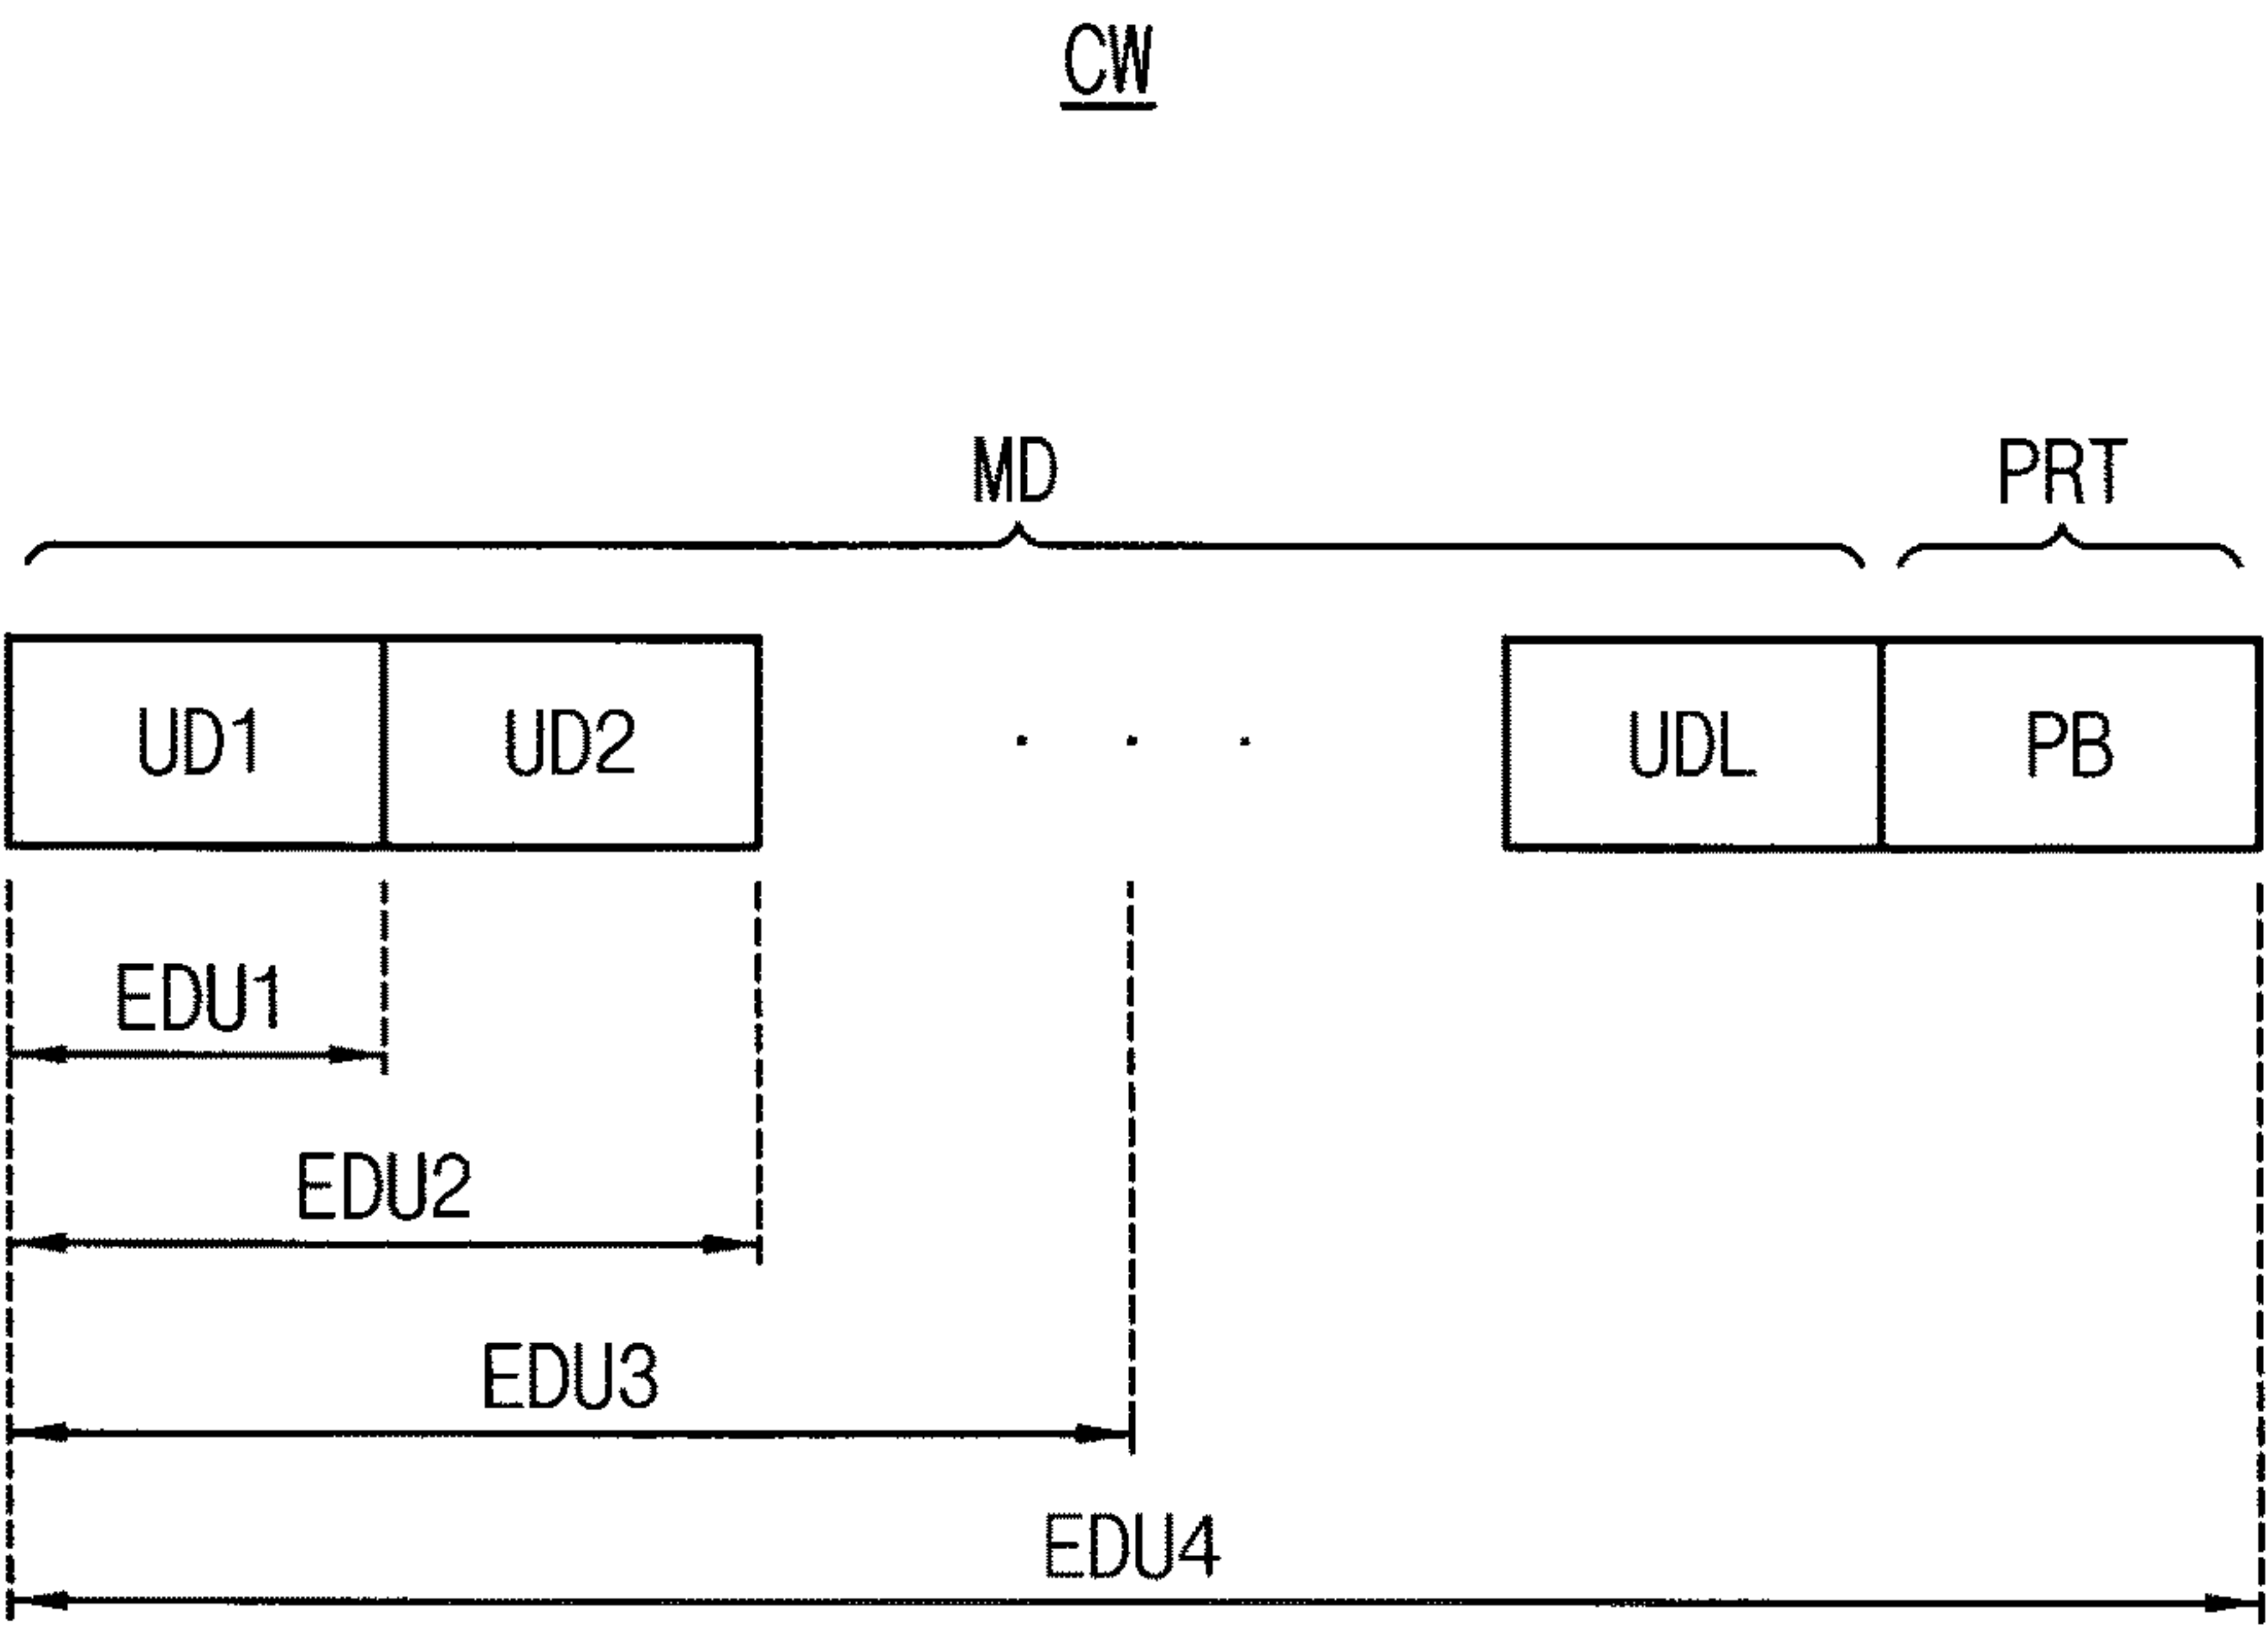 CW
MD PRT
UD1 UD2 . . . UDL PB
EDU1
EDU2
EDU3
EDU4